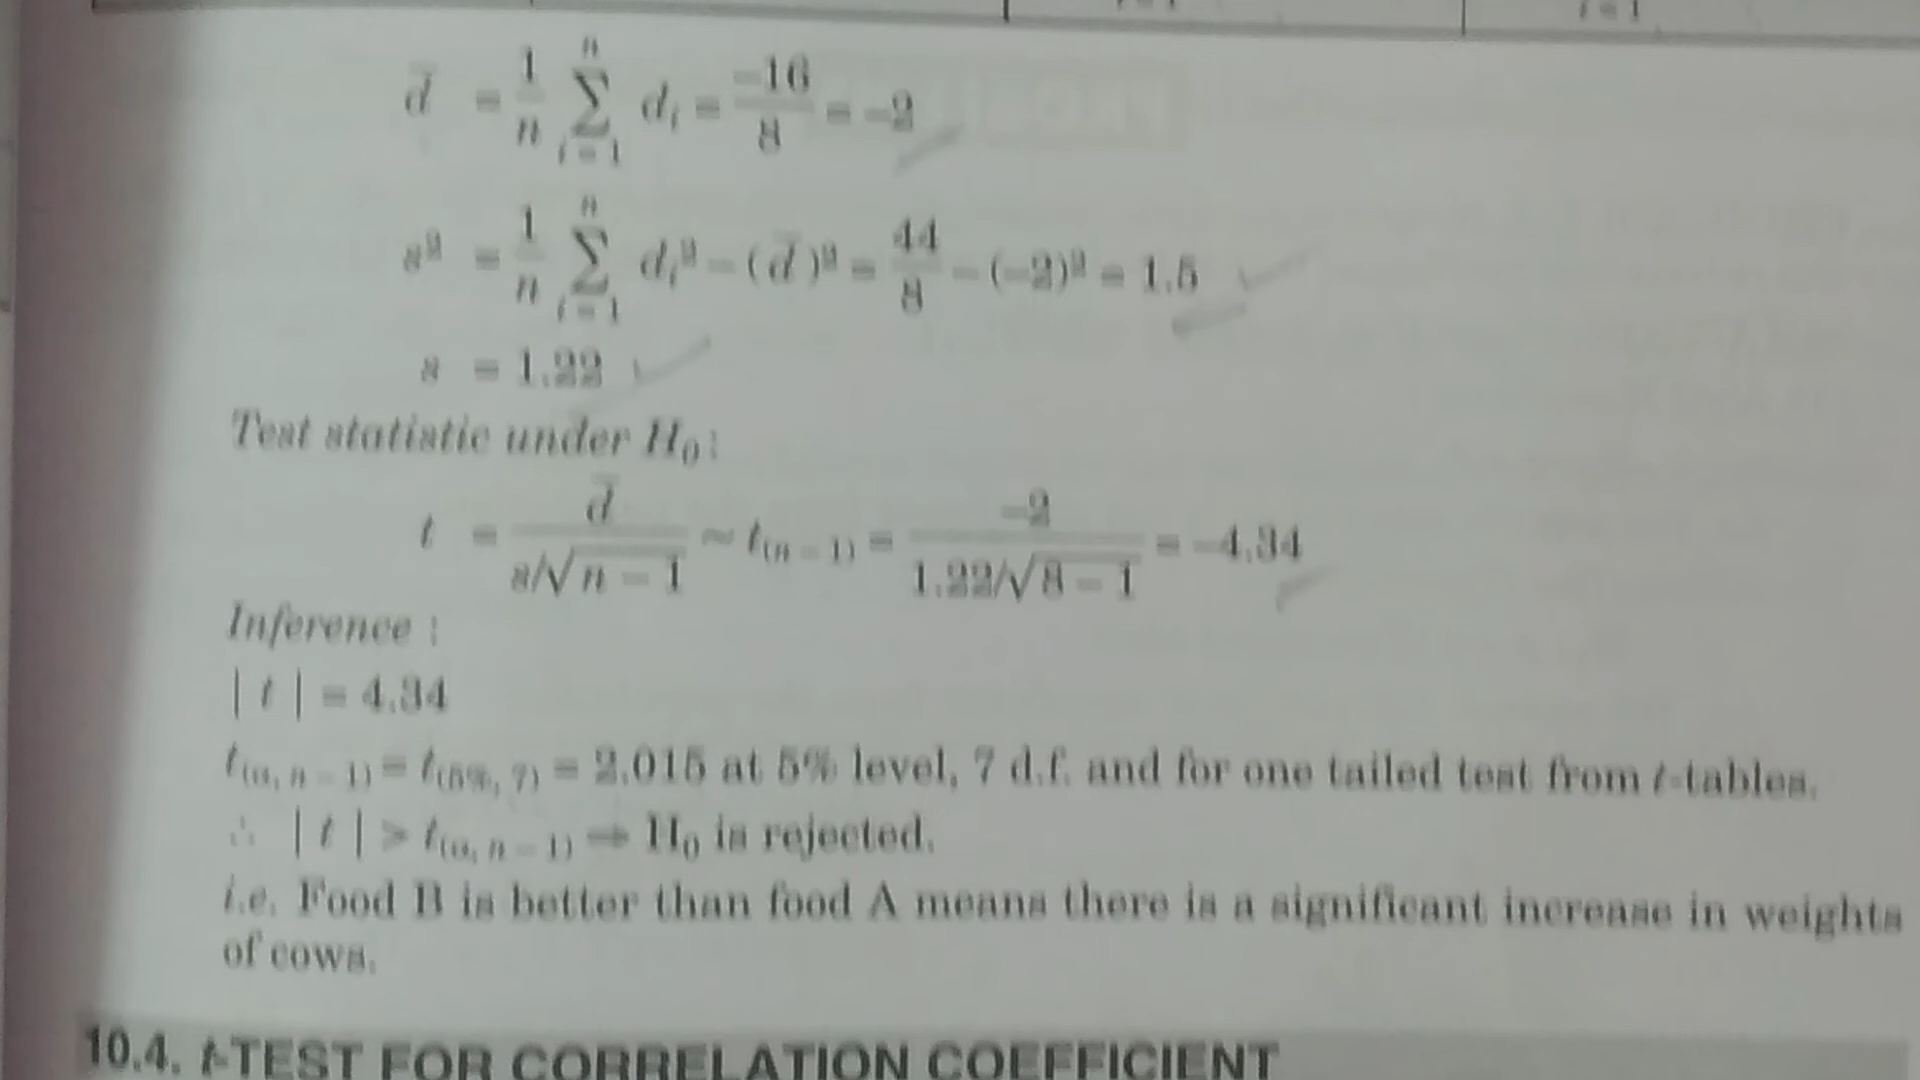 i = 1
d̄ = 1/n ∑_{i=1}^{n} d_i = −16/8 = −2
s² = 1/n ∑_{i=1}^{n} d_i² − (d̄)² = 44/8 − (−2)² = 1.5
s = 1.22
Test statistic under H₀ :
t = d̄/(s/√(n − 1)) ~ t_(n − 1) = −2/(1.22/√(8 − 1)) = −4.34
Inference :
| t | = 4.34
t_(α, n − 1) = t_(5%, 7) = 2.015 at 5% level, 7 d.f. and for one tailed test from t-tables.
∴ | t | > t_(α, n − 1) ⇒ H₀ is rejected.
i.e. Food B is better than food A means there is a significant increase in weights
of cows.
10.4. t-TEST FOR CORRELATION COEFFICIENT